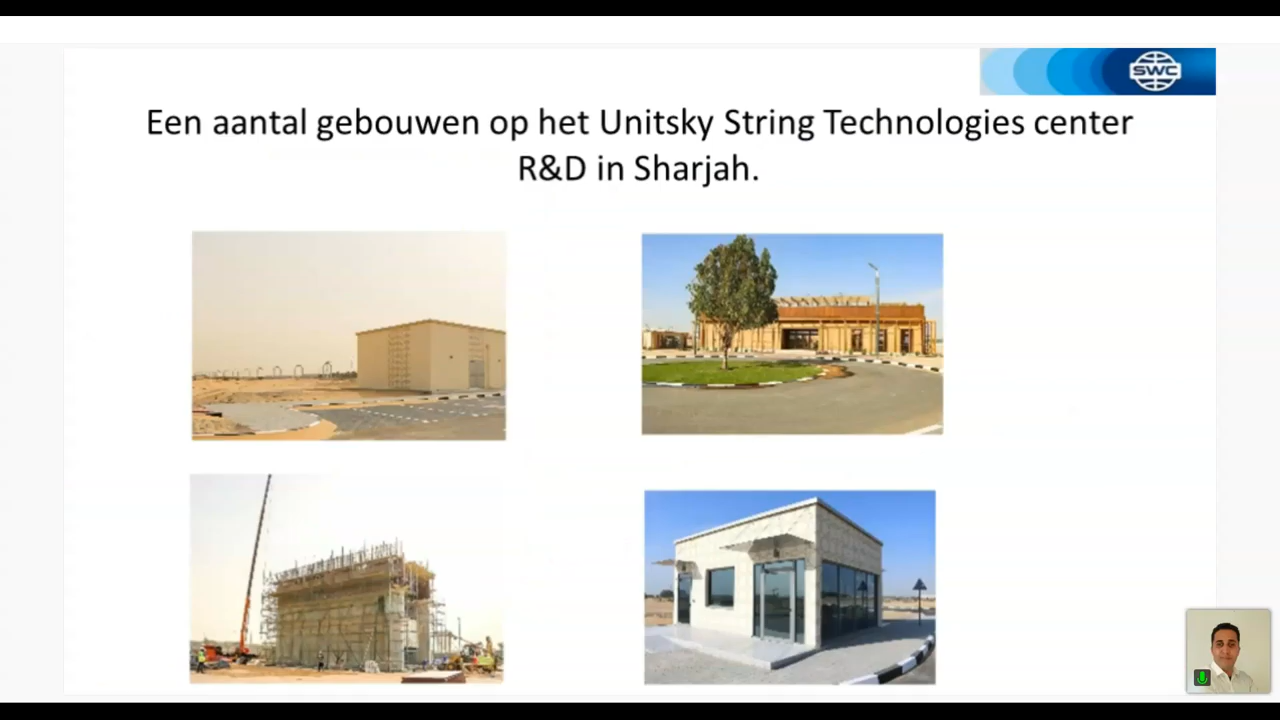 SWC
Een aantal gebouwen op het Unitsky String Technologies center
R&D in Sharjah.